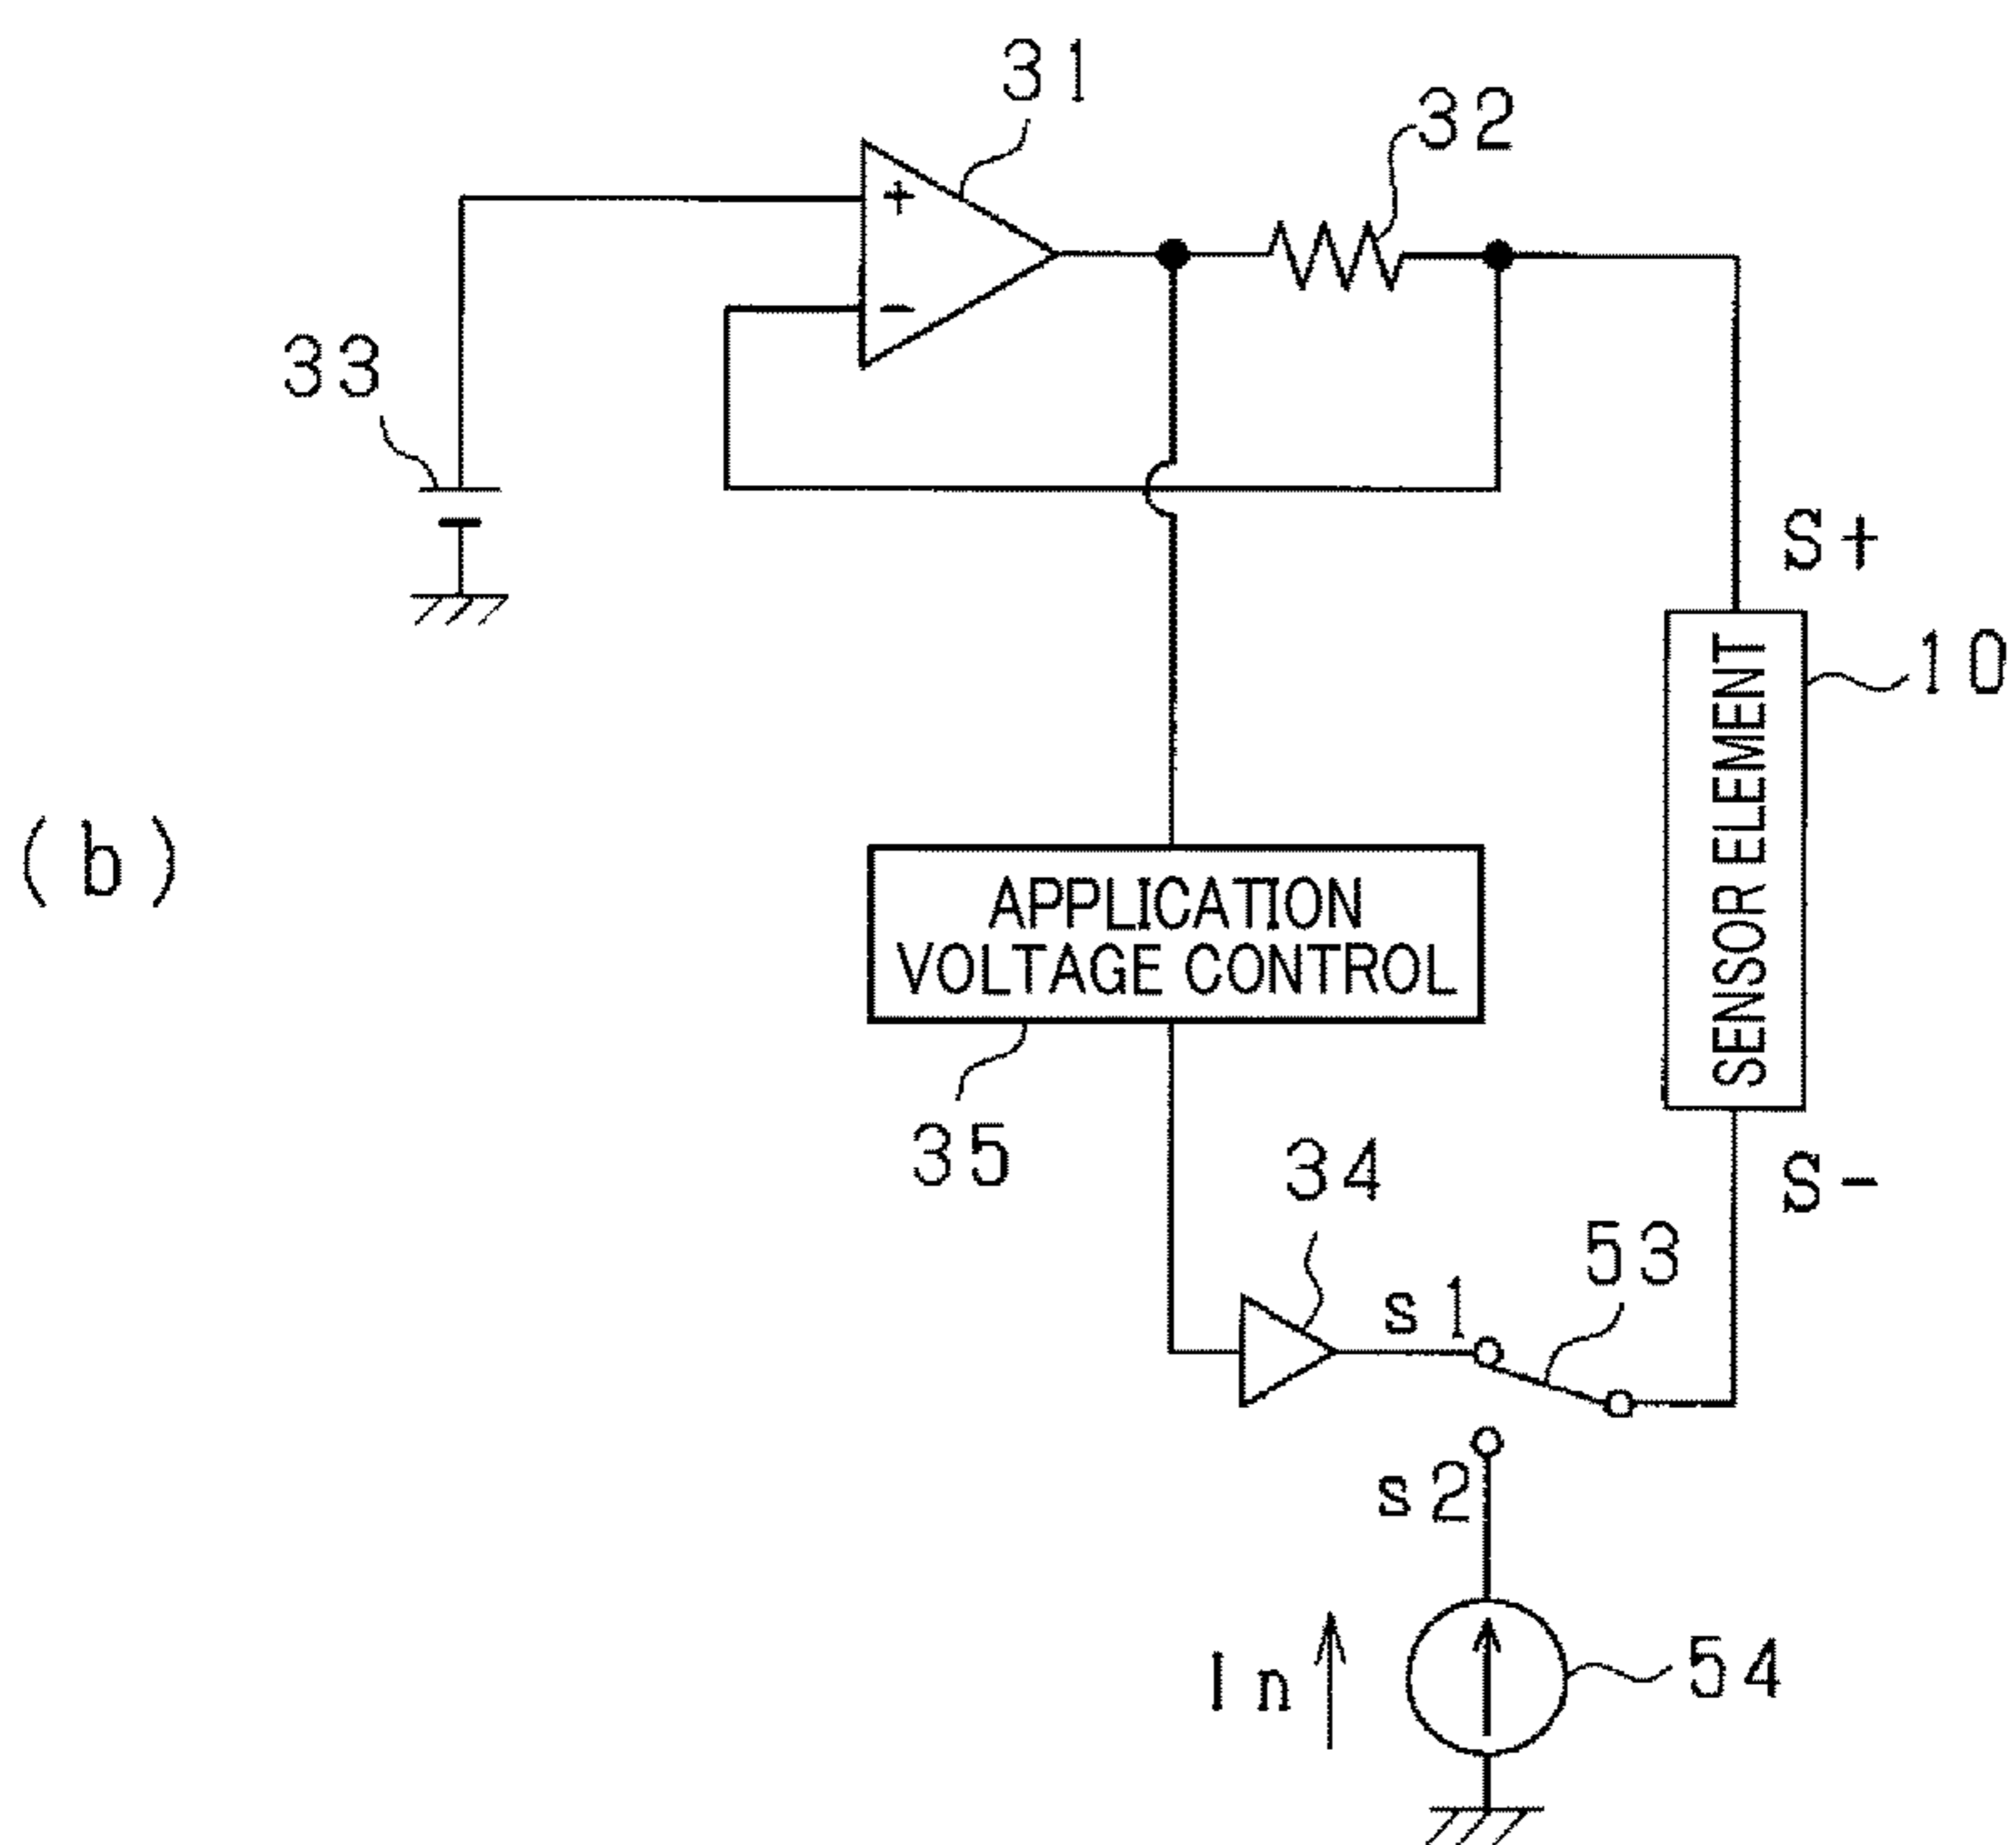 31
32
+
-
33
S+
10
SENSOR ELEMENT
(b)
APPLICATION
VOLTAGE CONTROL
35
34
S-
53
s1
s2
In
54